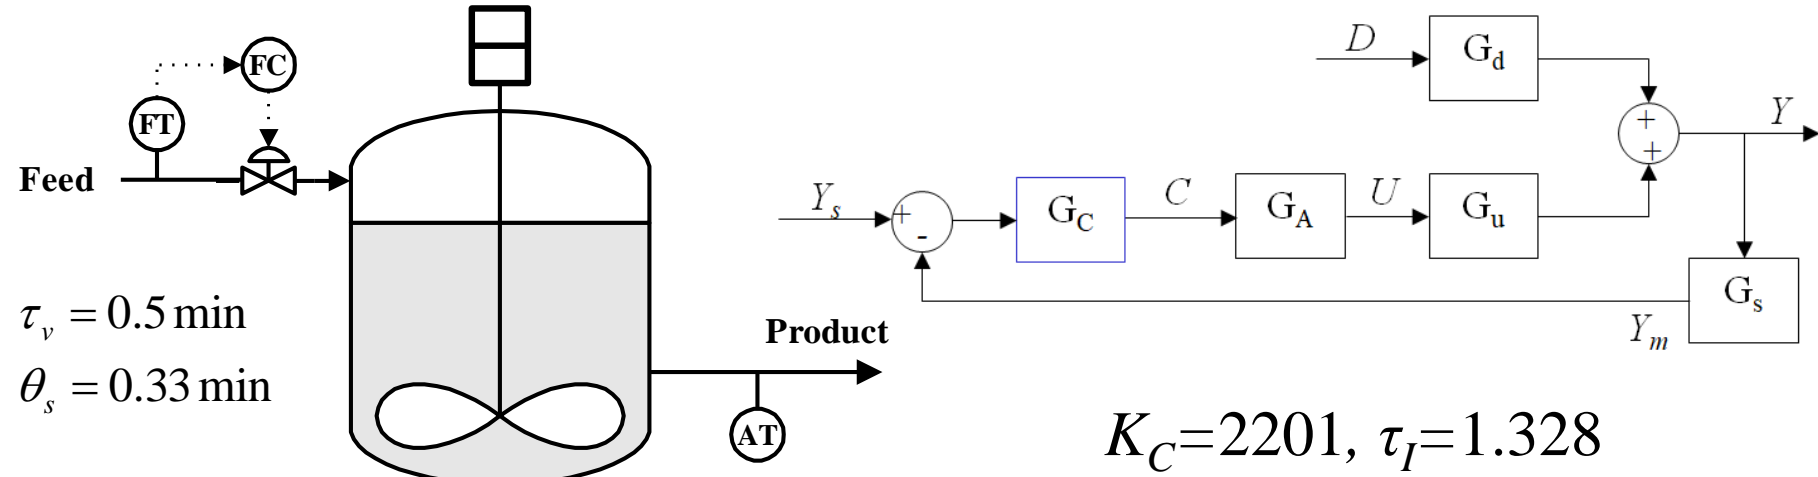 FC
FT
Feed
τ_v = 0.5 min
θ_s = 0.33 min
Product
AT
D
G_d
+
+
Y
Y_s
+
-
G_C
C
G_A
U
G_u
G_s
Y_m
K_C=2201, τ_I=1.328